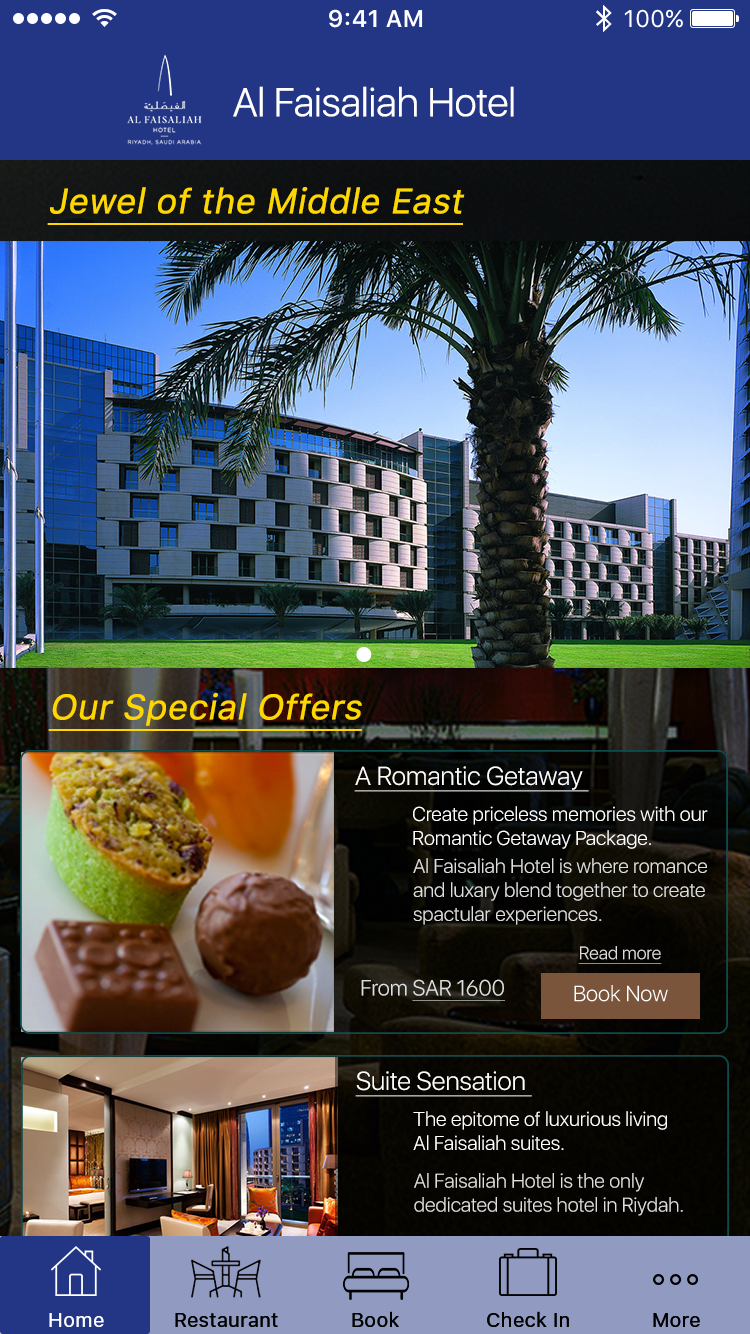 9:41 AM
100%
الفيصلية
AL FAISALIAH
HOTEL
RIYADH, SAUDI ARABIA
Al Faisaliah Hotel
Jewel of the Middle East
Our Special Offers
A Romantic Getaway
Create priceless memories with our
Romantic Getaway Package.
Al Faisaliah Hotel is where romance
and luxary blend together to create
spactular experiences.
Read more
From SAR 1600
Book Now
Suite Sensation
The epitome of luxurious living
Al Faisaliah suites.
Al Faisaliah Hotel is the only
dedicated suites hotel in Riydah.
Home
Restaurant
Book
Check In
More